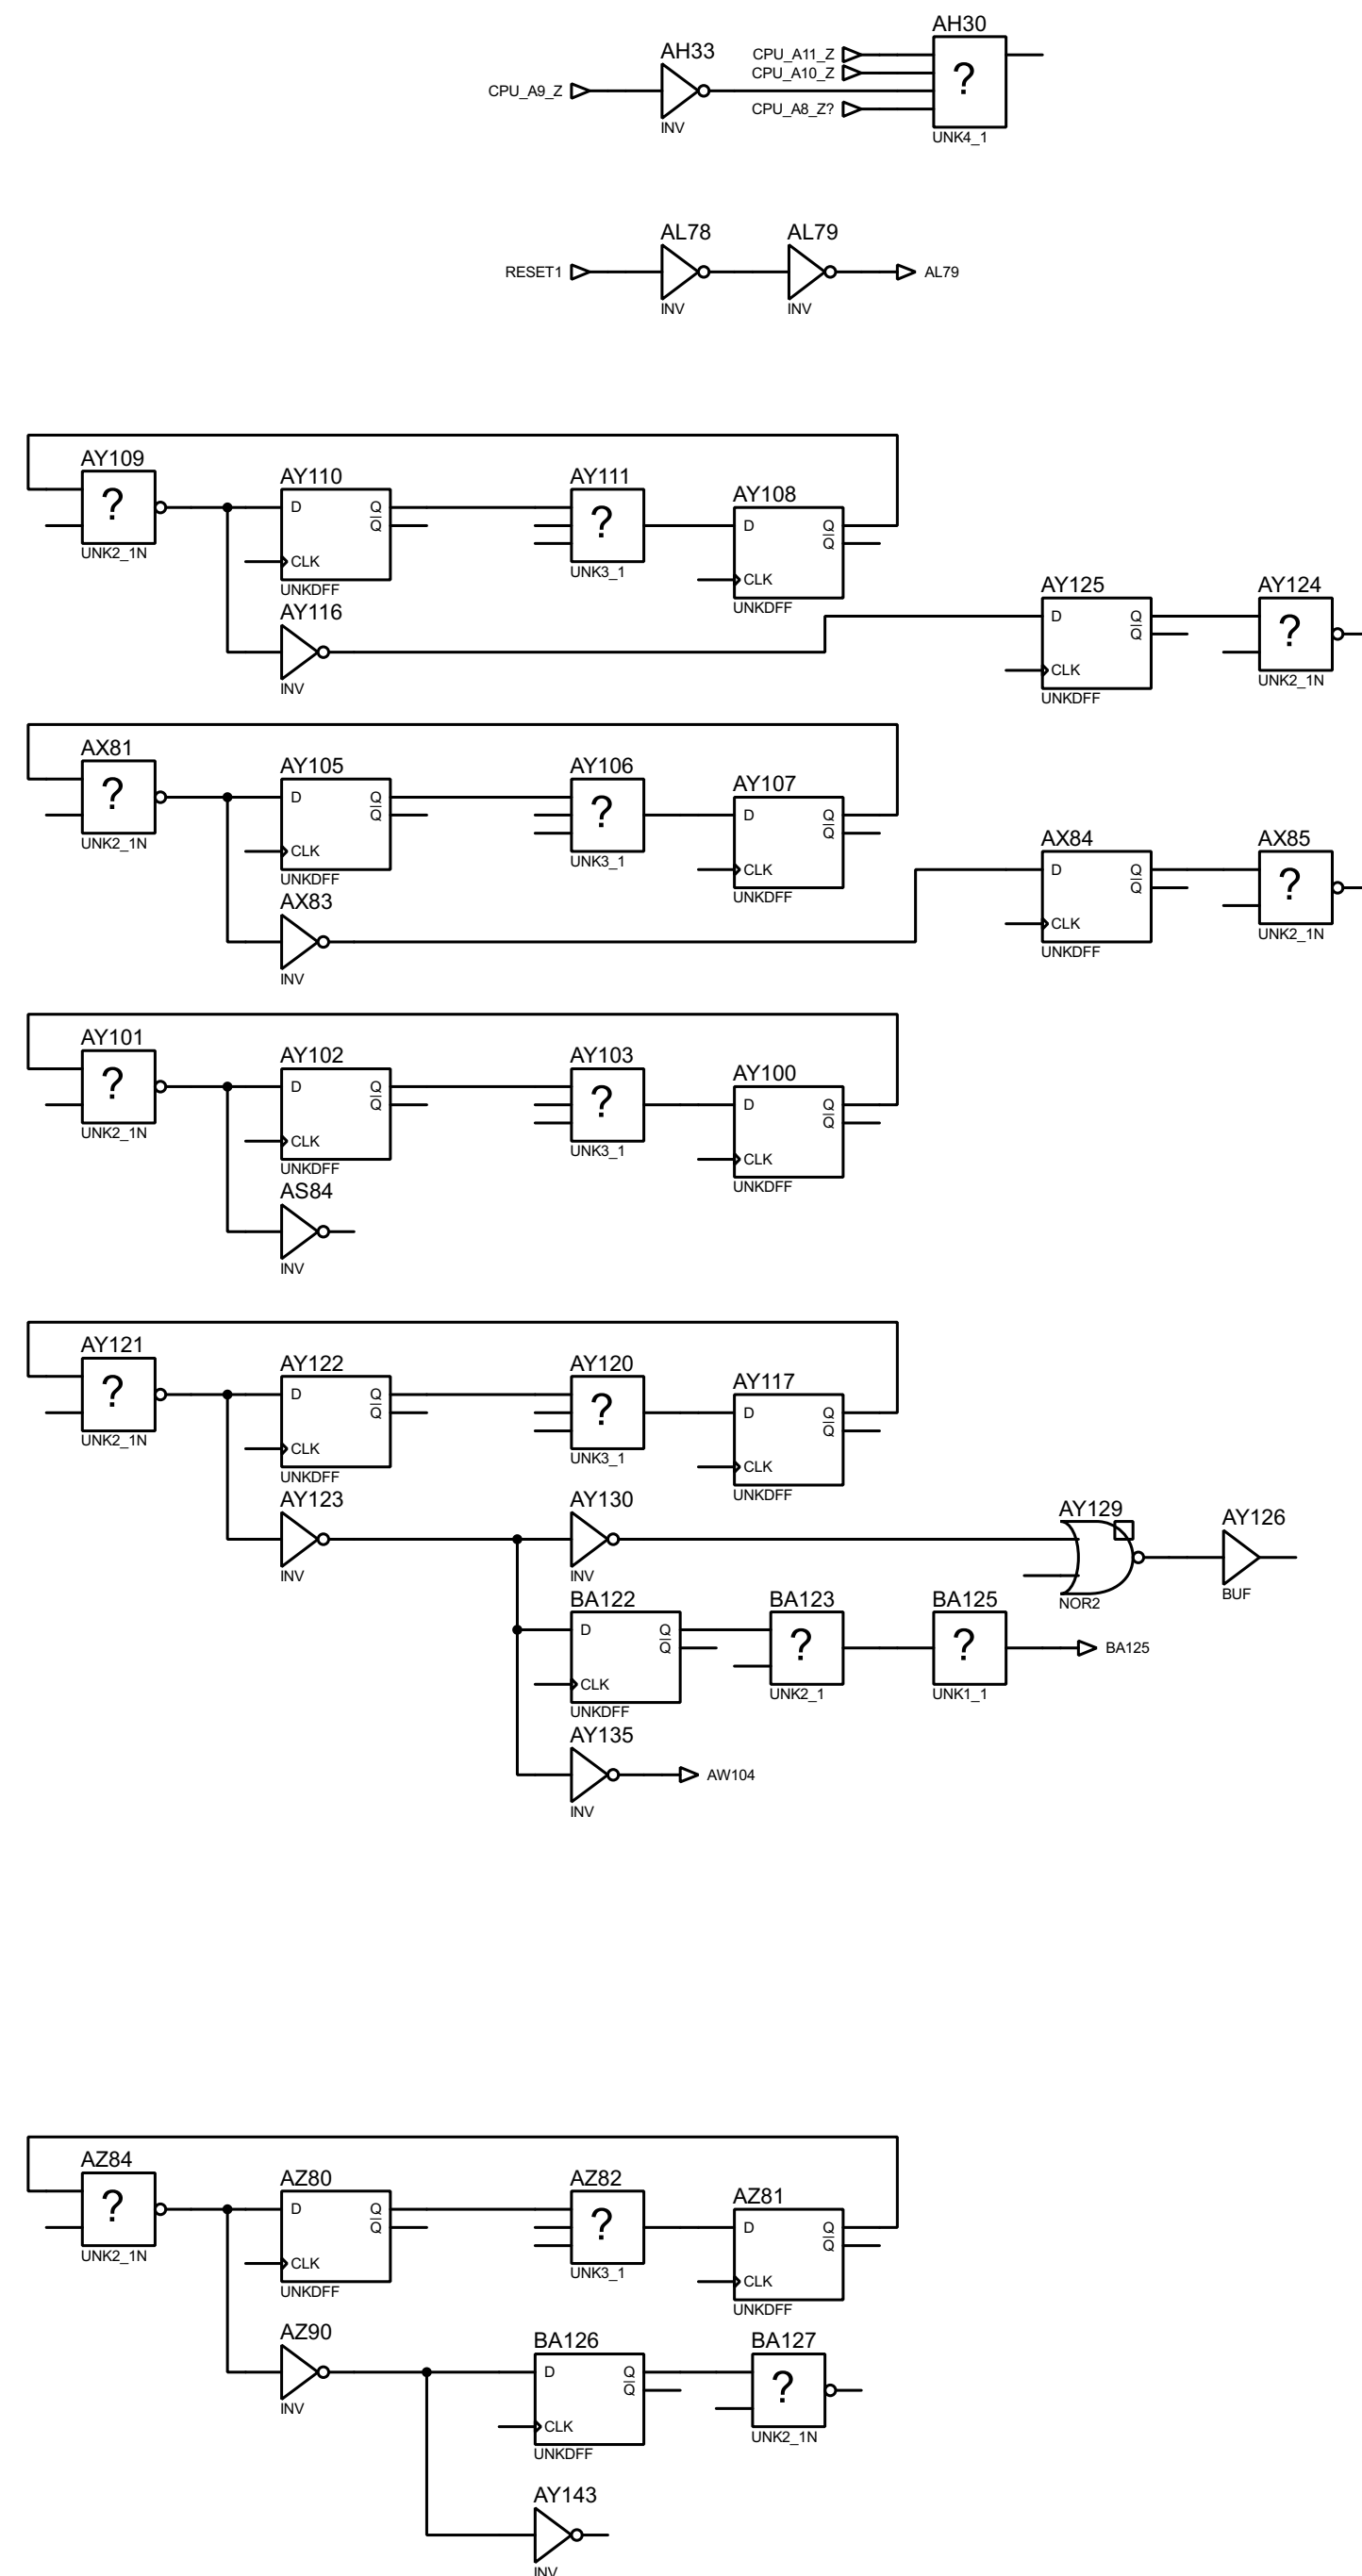 AH30
AH33
CPU_A11_Z
CPU_A10_Z
?
CPU_A9_Z
CPU_A8_Z?
INV
UNK4_1
AL78 AL79
RESET1
AL79
INV INV
AY109
AY110 AY111
AY108
?
D Q
Q
?
D Q
Q
UNK2_1N
CLK
UNK3_1
CLK
UNKDFF
UNKDFF
AY116
INV
AY125 AY124
D Q
Q
?
CLK
UNK2_1N
UNKDFF
AX81
AY105 AY106
AY107
?
D Q
Q
?
D Q
Q
UNK2_1N
CLK
UNK3_1
CLK
UNKDFF
UNKDFF
AX83
INV
AX84 AX85
D Q
Q
?
CLK
UNK2_1N
UNKDFF
AY101
AY102 AY103
AY100
?
D Q
Q
?
D Q
Q
UNK2_1N
CLK
UNK3_1
CLK
UNKDFF
UNKDFF
AS84
INV
AY121
AY122 AY120
AY117
?
D Q
Q
?
D Q
Q
UNK2_1N
CLK
UNK3_1
CLK
UNKDFF
UNKDFF
AY123 AY130
AY129
AY126
INV INV
NOR2
BUF
BA122 BA123 BA125
D Q
Q
?
?
BA125
CLK
UNK2_1 UNK1_1
UNKDFF
AY135
AW104
INV
AZ84
AZ80 AZ82
AZ81
?
D Q
Q
?
D Q
Q
UNK2_1N
CLK
UNK3_1
CLK
UNKDFF
UNKDFF
AZ90
BA126 BA127
D Q
Q
?
INV
CLK
UNK2_1N
UNKDFF
AY143
INV